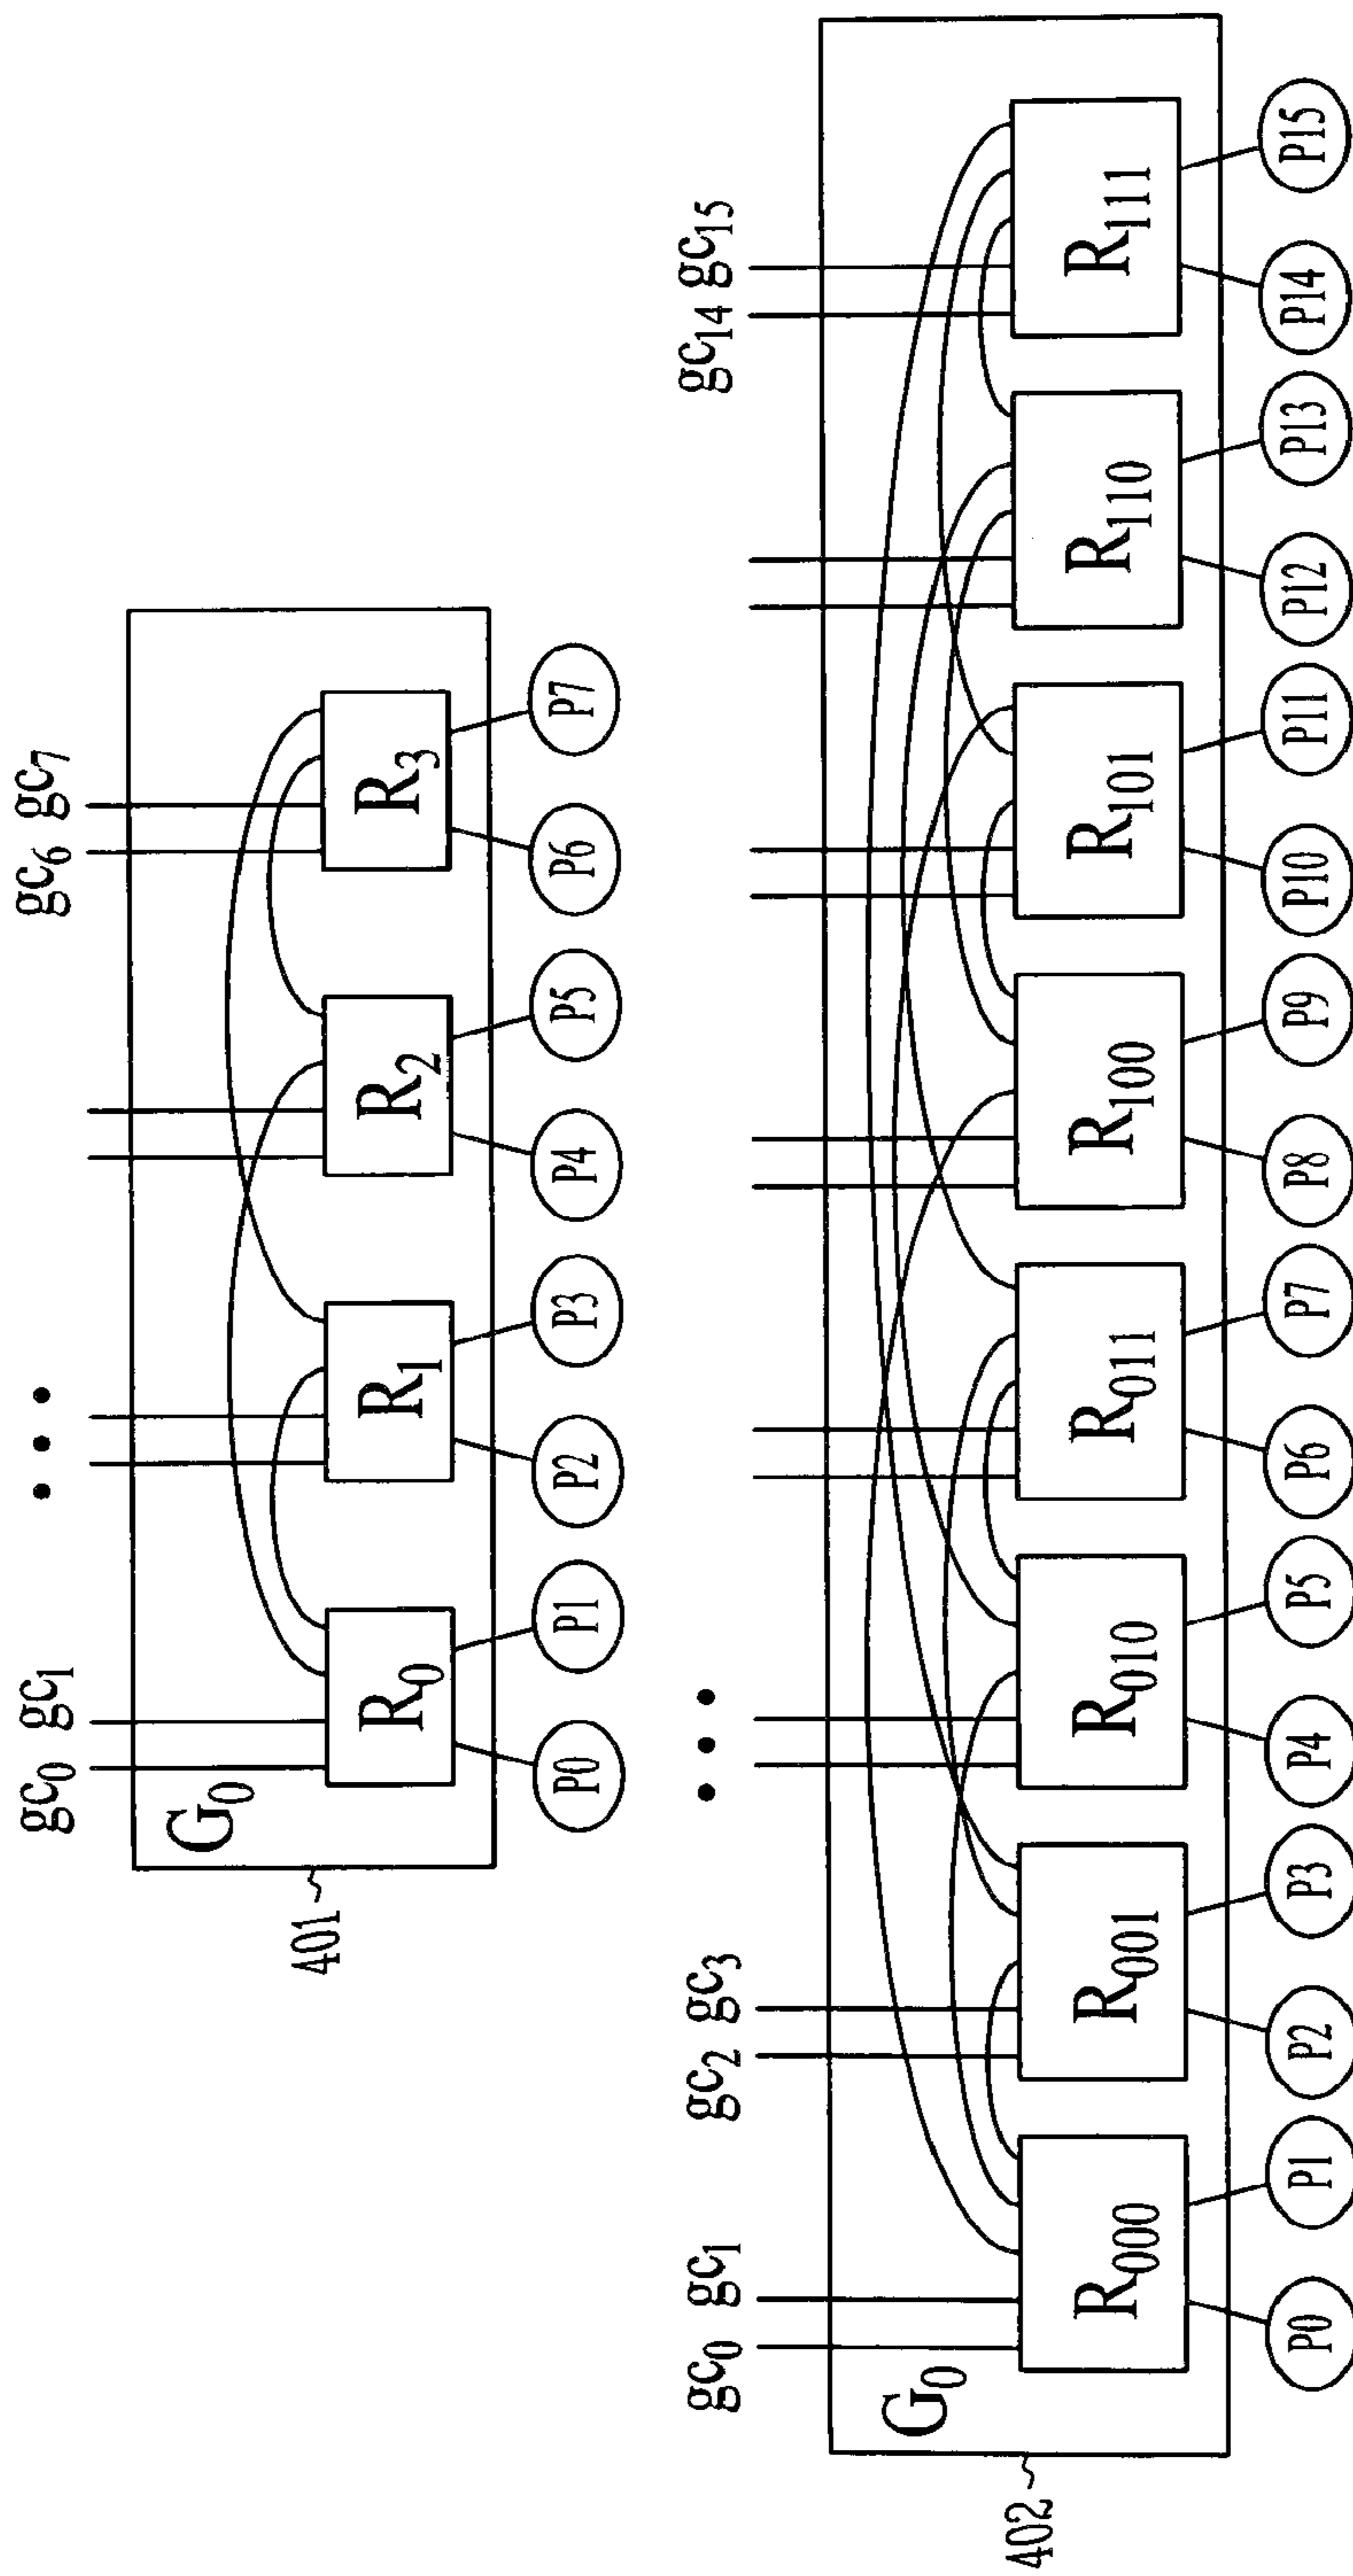 gc0 gc1 • • • gc6 gc7
G0
R0 R1 R2 R3
401
P0 P1 P2 P3 P4 P5 P6 P7
gc0 gc1 gc2 gc3 • • • gc14 gc15
G0
R000 R001 R010 R011 R100 R101 R110 R111
402
P0 P1 P2 P3 P4 P5 P6 P7 P8 P9 P10 P11 P12 P13 P14 P15